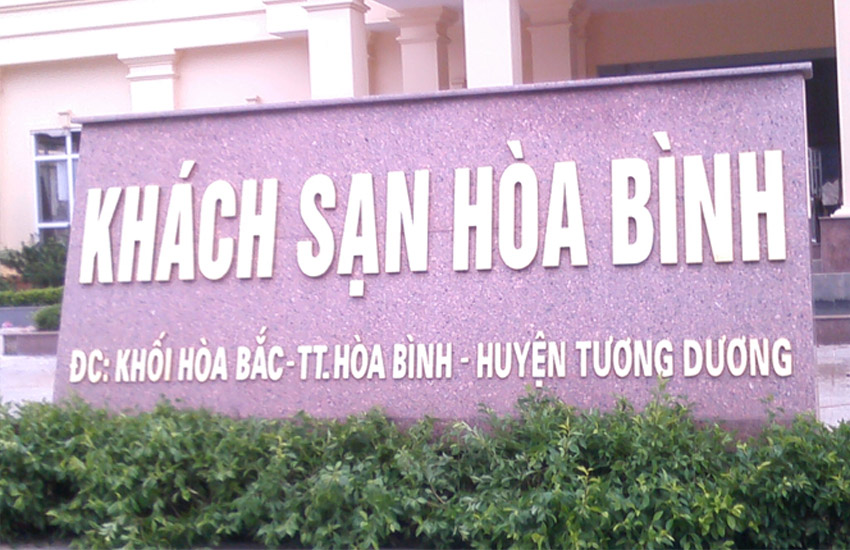 KHÁCH SẠN HÒA BÌNH
ĐC: KHỐI HÒA BẮC-TT.HÒA BÌNH - HUYỆN TƯƠNG DƯƠNG